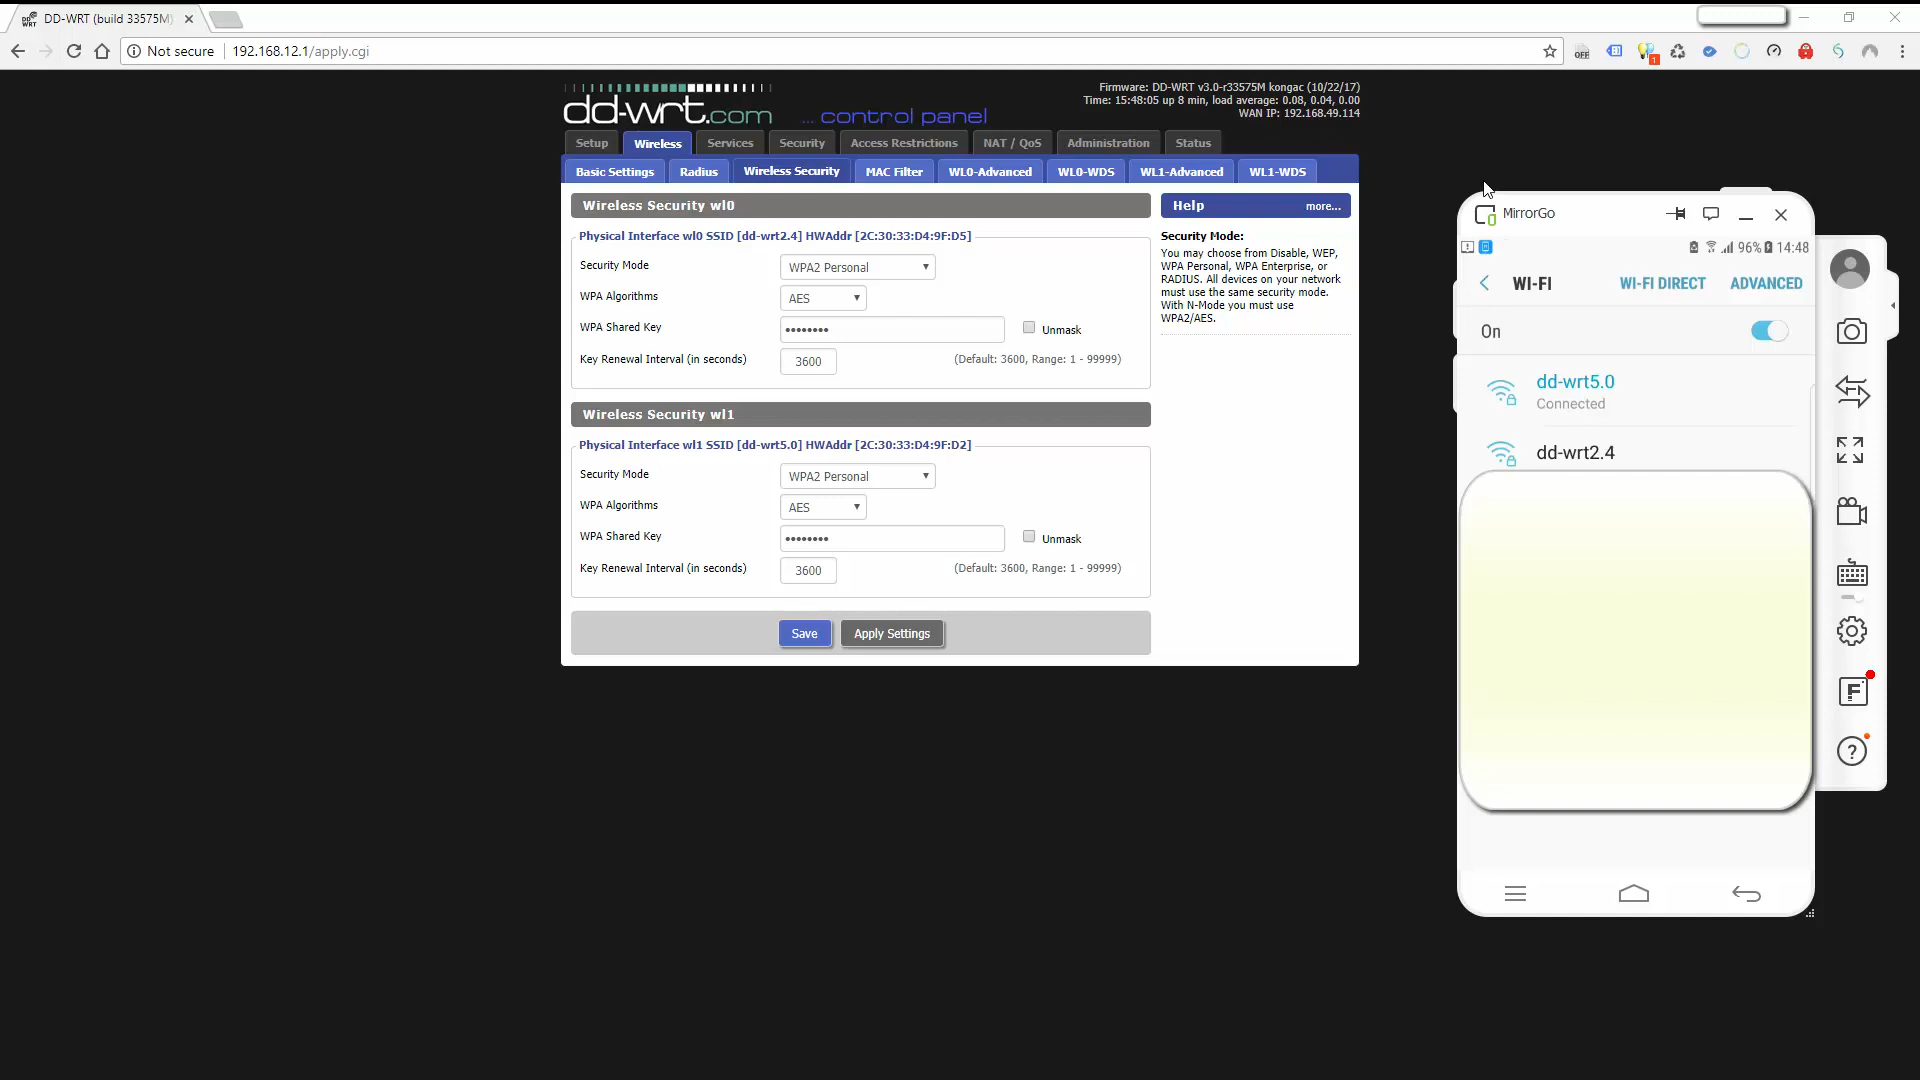 DD-WRT (build 33575M)
Not secure
192.168.12.1/apply.cgi
OFF
1
dd-wrt.com
... control panel
Firmware: DD-WRT v3.0-r33575M kongac (10/22/17)
Time: 15:48:05 up 8 min, load average: 0.08, 0.04, 0.00
WAN IP: 192.168.49.114
Setup
Wireless
Services
Security
Access Restrictions
NAT / QoS
Administration
Status
Basic Settings
Radius
Wireless Security
MAC Filter
WL0-Advanced
WL0-WDS
WL1-Advanced
WL1-WDS
Wireless Security wl0
Physical Interface wl0 SSID [dd-wrt2.4] HWAddr [2C:30:33:D4:9F:D5]
Security Mode
WPA2 Personal
WPA Algorithms
AES
WPA Shared Key
••••••••
Unmask
Key Renewal Interval (in seconds)
3600
(Default: 3600, Range: 1 - 99999)
Wireless Security wl1
Physical Interface wl1 SSID [dd-wrt5.0] HWAddr [2C:30:33:D4:9F:D2]
Security Mode
WPA2 Personal
WPA Algorithms
AES
WPA Shared Key
••••••••
Unmask
Key Renewal Interval (in seconds)
3600
(Default: 3600, Range: 1 - 99999)
Save
Apply Settings
Help
more...
Security Mode:
You may choose from Disable, WEP,
WPA Personal, WPA Enterprise, or
RADIUS. All devices on your network
must use the same security mode.
With N-Mode you must use
WPA2/AES.
MirrorGo
96%
14:48
WI-FI
WI-FI DIRECT
ADVANCED
On
dd-wrt5.0
Connected
dd-wrt2.4